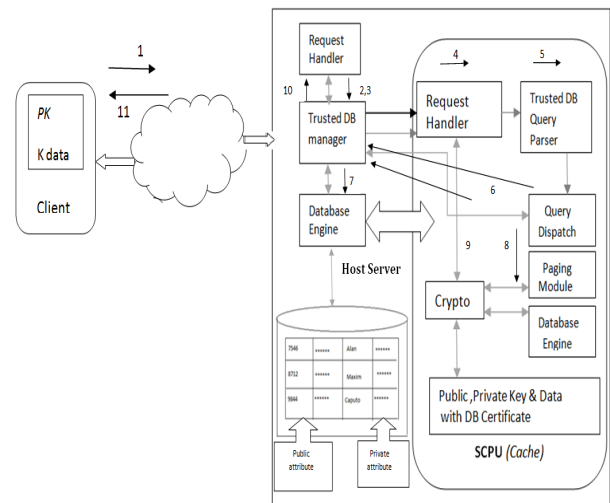 1
11
PK
K data
Client
Request
Handler
10
2,3
Trusted DB
manager
7
Database
Engine
Host Server
7546 ****** Alan ******
8712 ****** Maxim ******
9844 ****** Caputo ******
Public
attribute
Private
attribute
4
5
Request
Handler
Trusted DB
Query
Parser
6
Query
Dispatch
9
8
Paging
Module
Crypto
Database
Engine
Public ,Private Key & Data
with DB Certificate
SCPU (Cache)